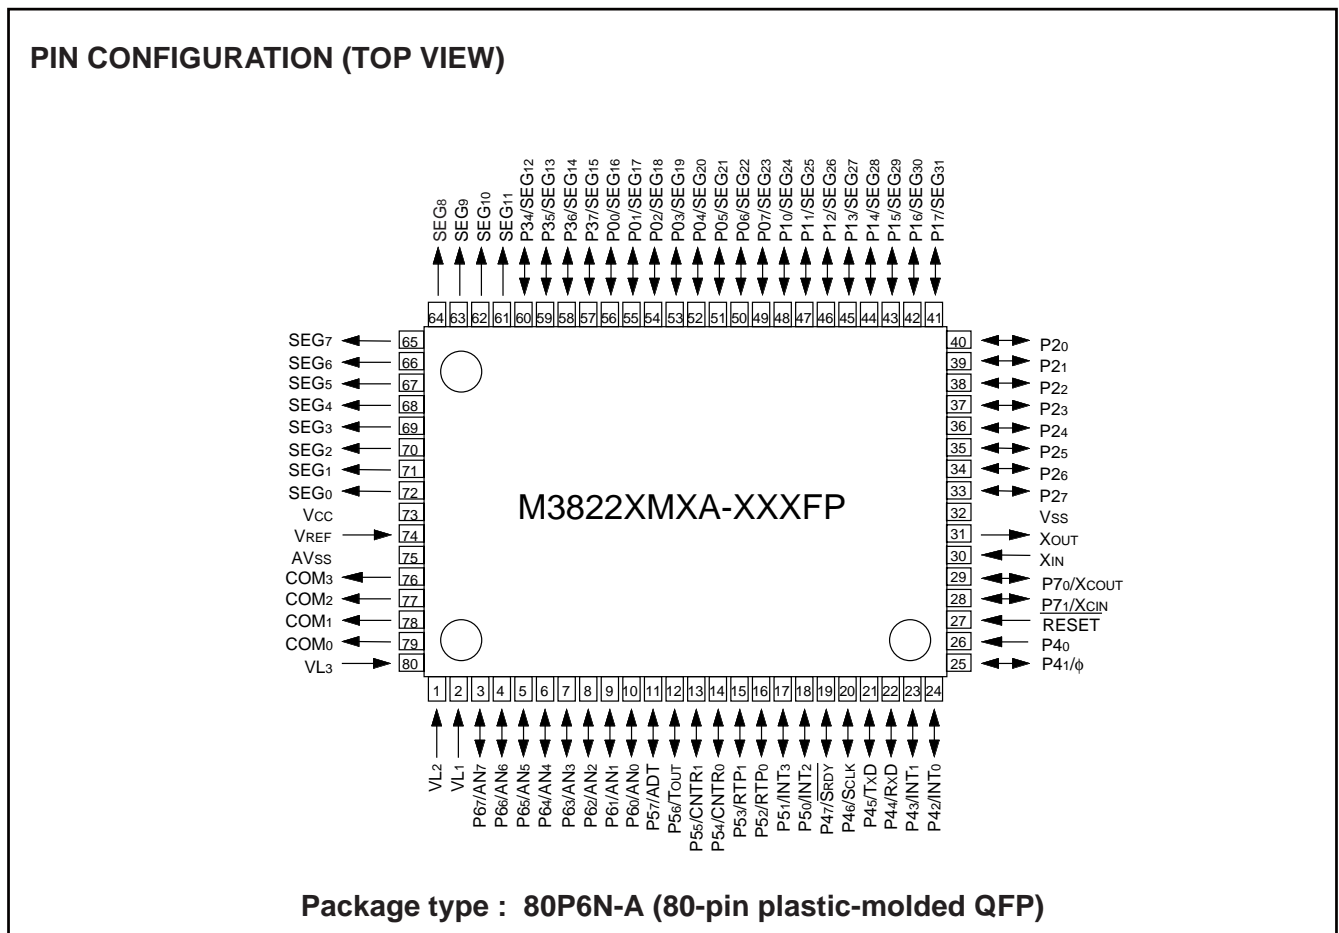 PIN CONFIGURATION (TOP VIEW)
SEG8
SEG9
SEG10
SEG11
P34/SEG12
P35/SEG13
P36/SEG14
P37/SEG15
P00/SEG16
P01/SEG17
P02/SEG18
P03/SEG19
P04/SEG20
P05/SEG21
P06/SEG22
P07/SEG23
P10/SEG24
P11/SEG25
P12/SEG26
P13/SEG27
P14/SEG28
P15/SEG29
P16/SEG30
P17/SEG31
64 63 62 61 60 59 58 57 56 55 54 53 52 51 50 49 48 47 46 45 44 43 42 41
SEG7 65
SEG6 66
SEG5 67
SEG4 68
SEG3 69
SEG2 70
SEG1 71
SEG0 72
VCC 73
VREF 74
AVSS 75
COM3 76
COM2 77
COM1 78
COM0 79
VL3 80
M3822XMXA-XXXFP
40 P20
39 P21
38 P22
37 P23
36 P24
35 P25
34 P26
33 P27
32 VSS
31 XOUT
30 XIN
29 P70/XCOUT
28 P71/XCIN
27 RESET
26 P40
25 P41/ϕ
1 2 3 4 5 6 7 8 9 10 11 12 13 14 15 16 17 18 19 20 21 22 23 24
VL2
VL1
P67/AN7
P66/AN6
P65/AN5
P64/AN4
P63/AN3
P62/AN2
P61/AN1
P60/AN0
P57/ADT
P56/TOUT
P55/CNTR1
P54/CNTR0
P53/RTP1
P52/RTP0
P51/INT3
P50/INT2
P47/SRDY
P46/SCLK
P45/TXD
P44/RXD
P43/INT1
P42/INT0
Package type : 80P6N-A (80-pin plastic-molded QFP)